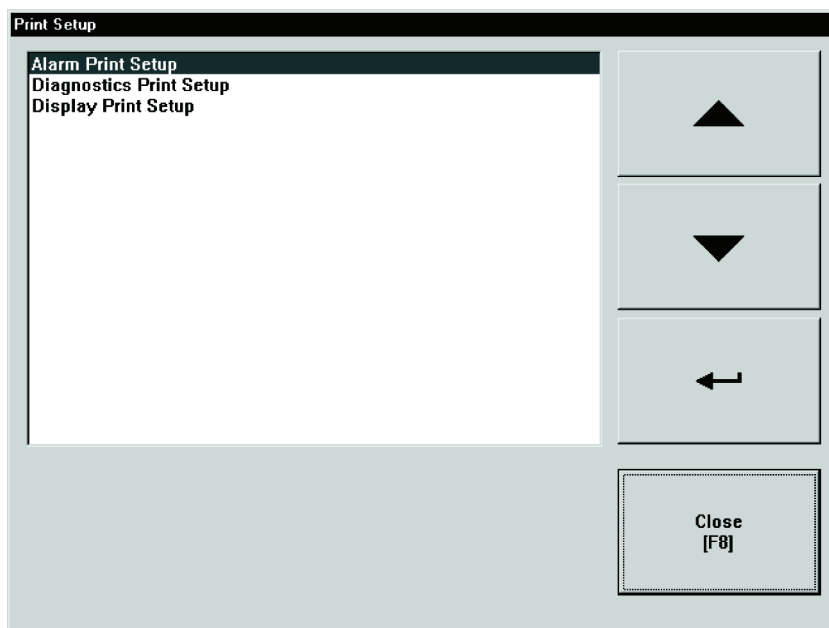 Print Setup
Alarm Print Setup
Diagnostics Print Setup
Display Print Setup
Close
[F8]